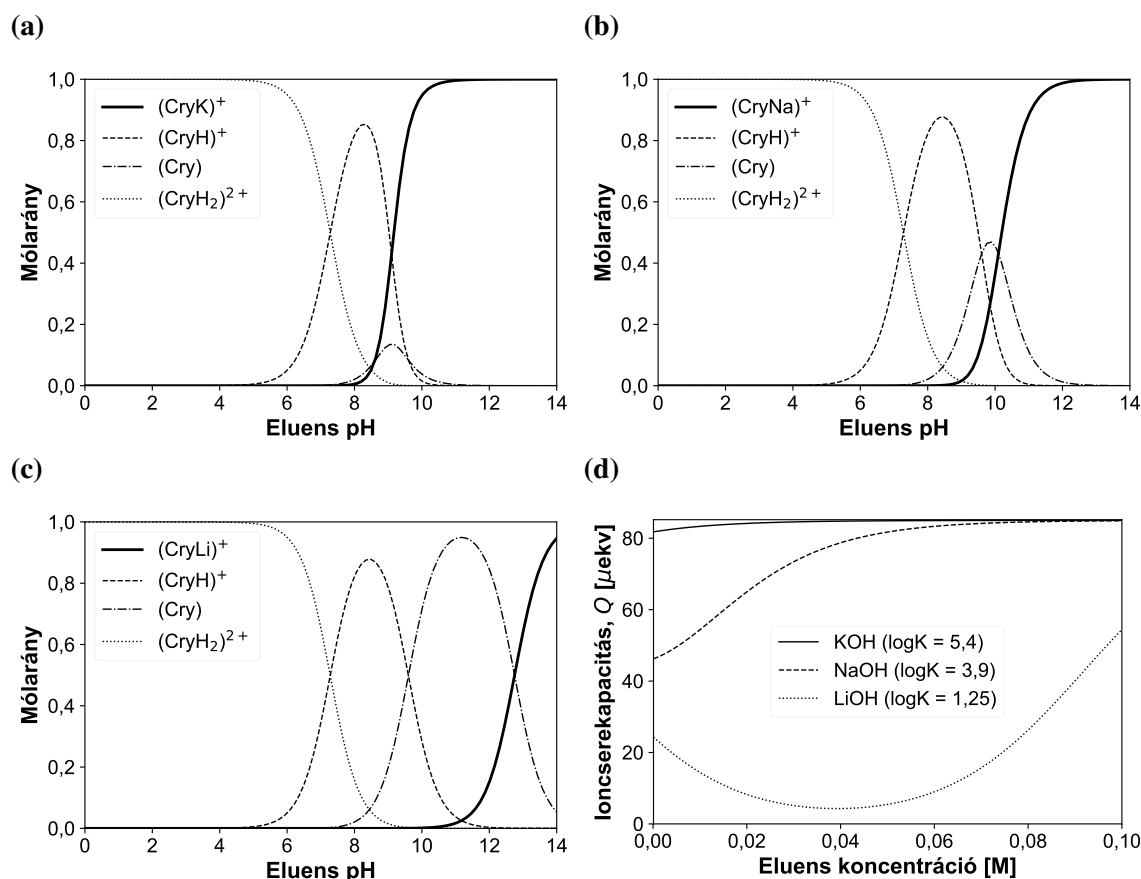 (a)
1,0
0,8
0,6
0,4
0,2
0,0
Mólarány
(CryK)⁺
(CryH)⁺
(Cry)
(CryH₂)²⁺
0 2 4 6 8 10 12 14
Eluens pH
(b)
1,0
0,8
0,6
0,4
0,2
0,0
Mólarány
(CryNa)⁺
(CryH)⁺
(Cry)
(CryH₂)²⁺
0 2 4 6 8 10 12 14
Eluens pH
(c)
1,0
0,8
0,6
0,4
0,2
0,0
Mólarány
(CryLi)⁺
(CryH)⁺
(Cry)
(CryH₂)²⁺
0 2 4 6 8 10 12 14
Eluens pH
(d)
80
60
40
20
0
Ioncserekapacitás, Q [μekv]
KOH (logK = 5,4)
NaOH (logK = 3,9)
LiOH (logK = 1,25)
0,00 0,02 0,04 0,06 0,08 0,10
Eluens koncentráció [M]